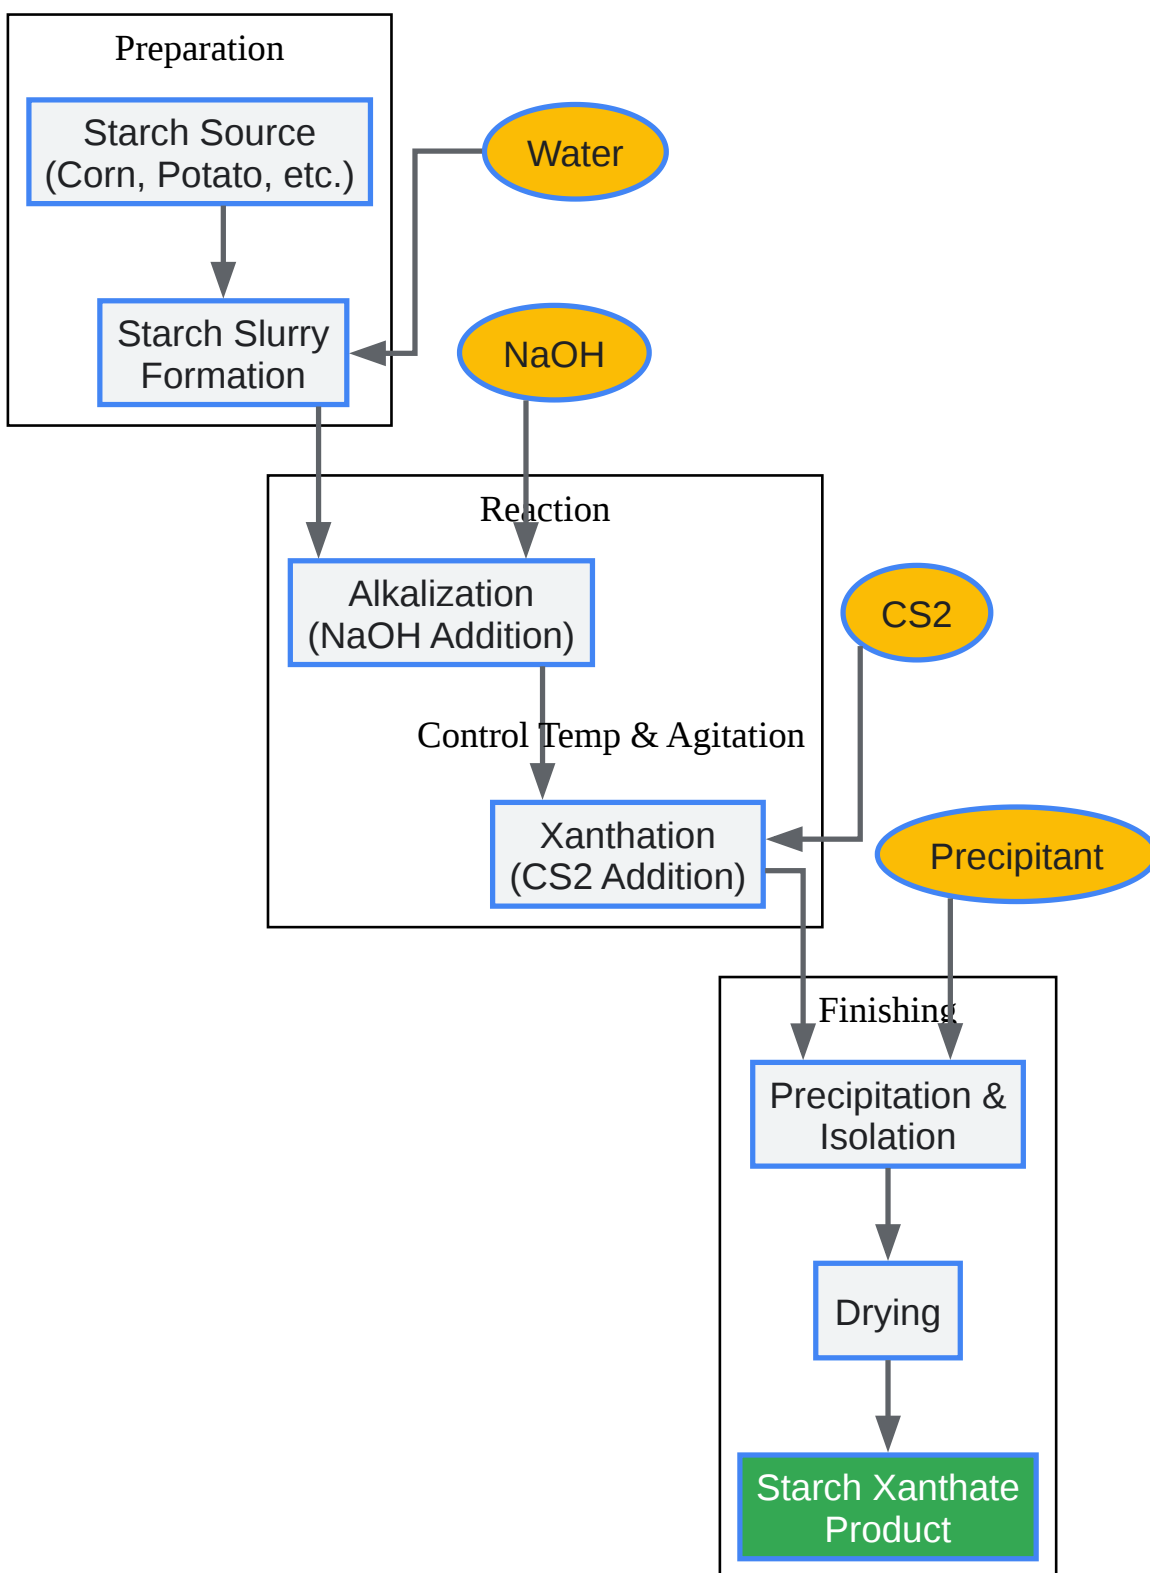 Preparation
Starch Source
(Corn, Potato, etc.)
Water
Starch Slurry
Formation
NaOH
Reaction
Alkalization
(NaOH Addition)
CS2
Control Temp & Agitation
Xanthation
(CS2 Addition)
Precipitant
Finishing
Precipitation &
Isolation
Drying
Starch Xanthate
Product